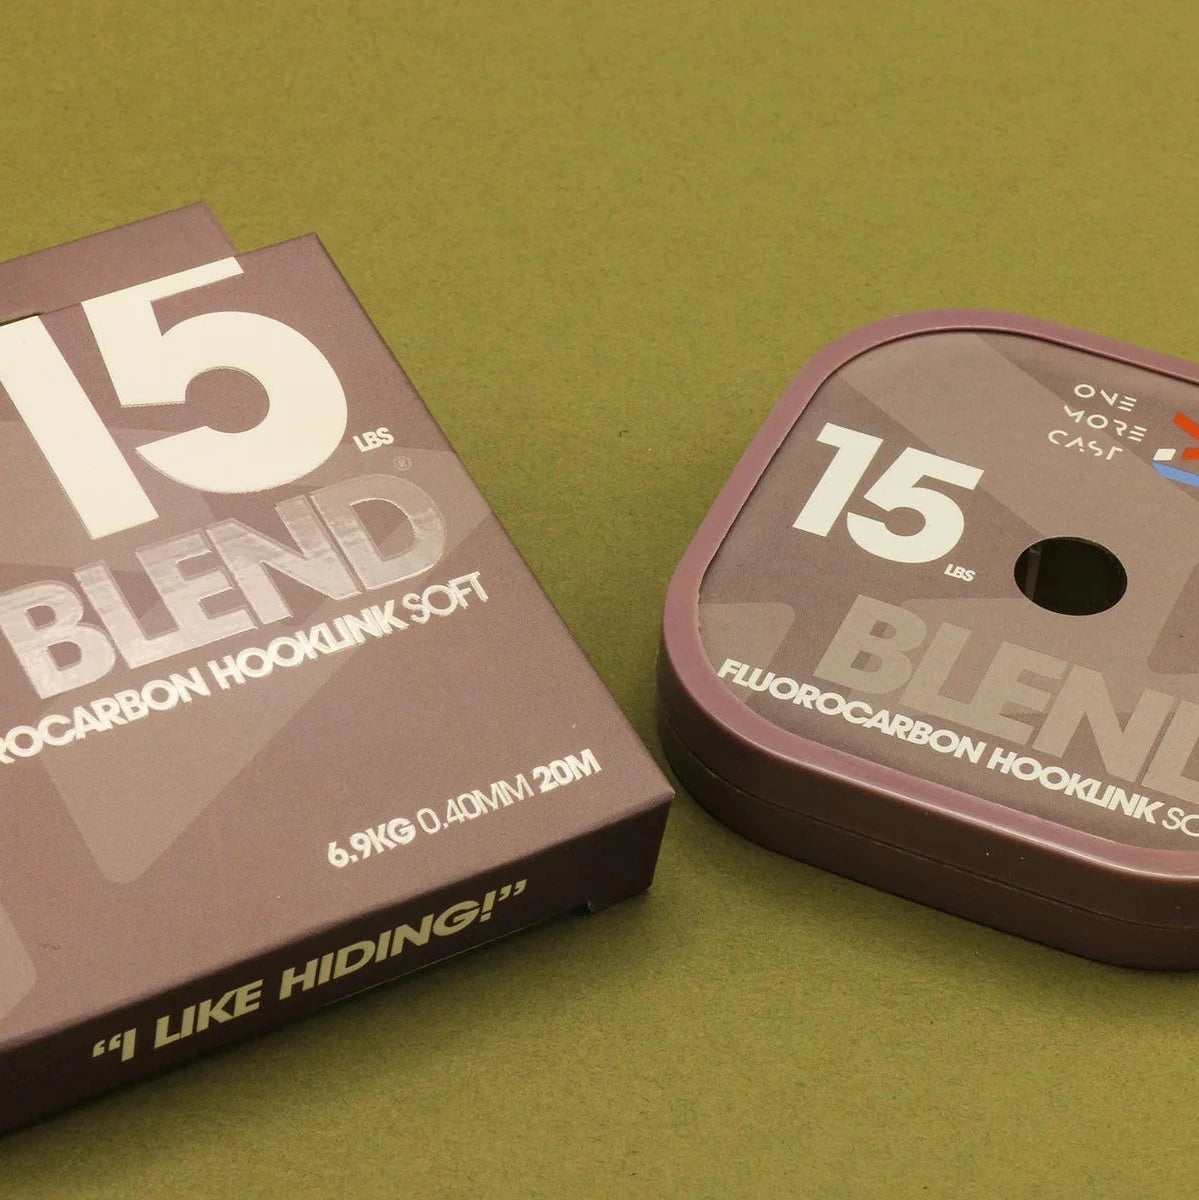 15
LBS
BLEND
®
ROCARBON HOOKLINK SOFT
6.9KG 0.40MM 20M
“I LIKE HIDING!”
ONE
MORE
CAST
15
LBS
BLEND
FLUOROCARBON HOOKLINK SO